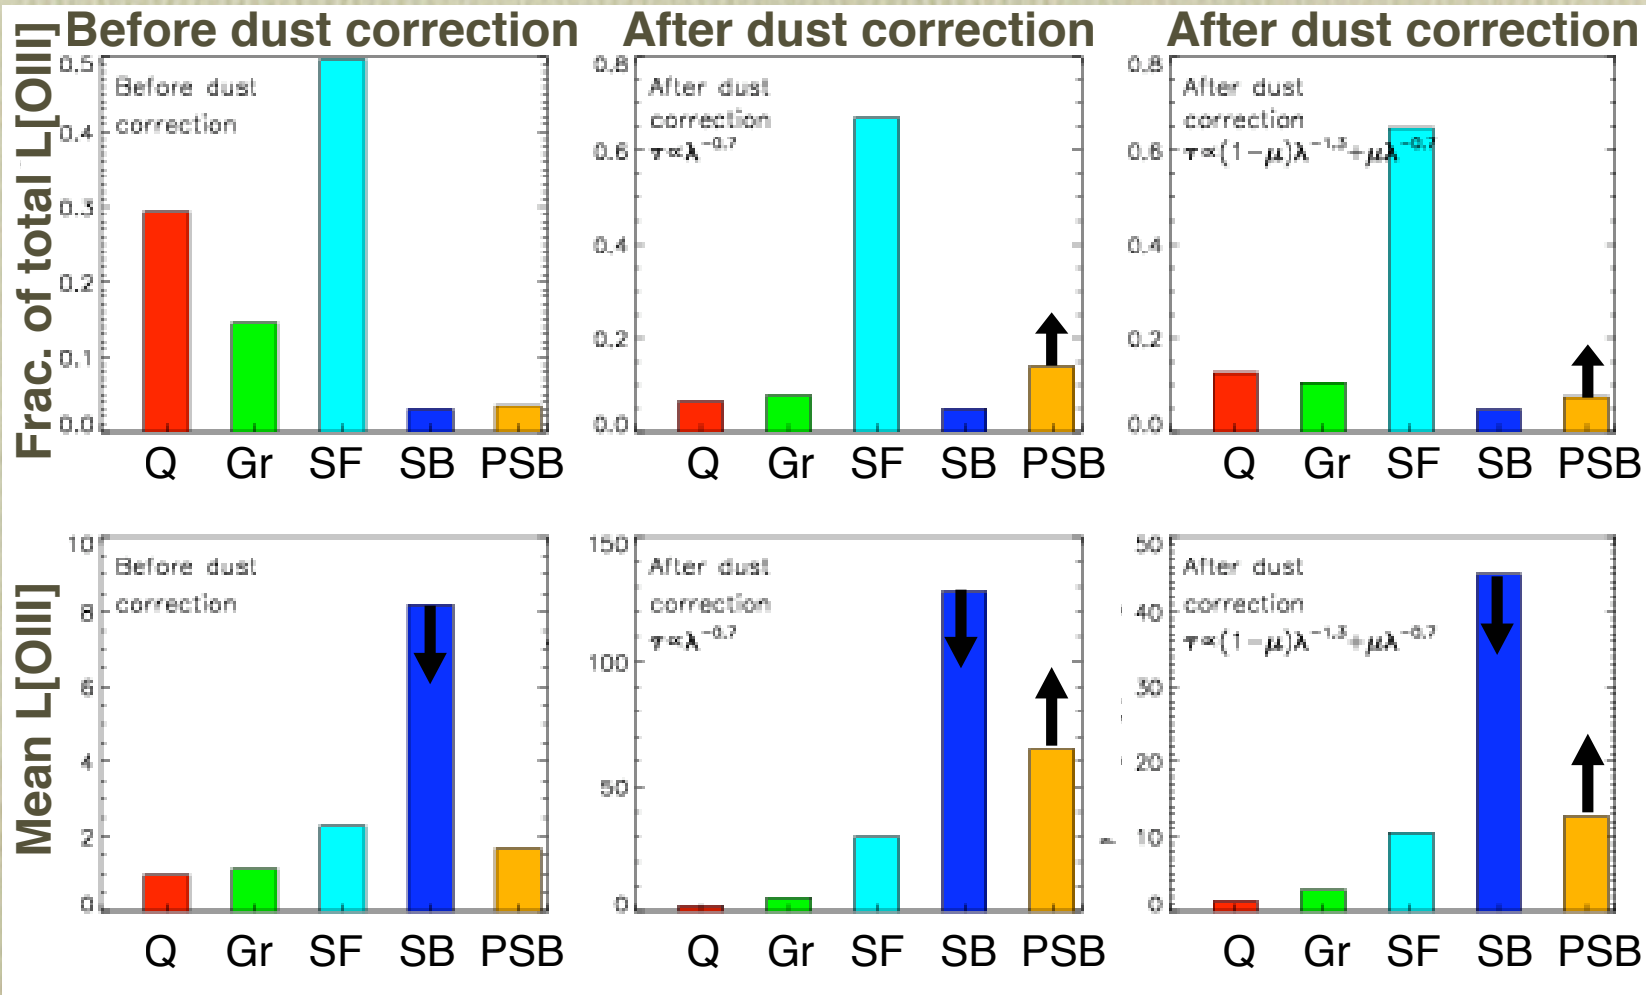 Before dust correction
After dust correction
After dust correction
Frac. of total L[OIII]
0.5
0.4
0.3
0.2
0.1
0.0
Before dust
correction
Q Gr SF SB PSB
0.8
0.6
0.4
0.2
0.0
After dust
correction
τ∝λ^-0.7
Q Gr SF SB PSB
0.8
0.6
0.4
0.2
0.0
After dust
correction
τ∝(1-μ)λ^-1.3+μλ^-0.7
Q Gr SF SB PSB
Mean L[OIII]
10
8
6
4
2
0
Before dust
correction
Q Gr SF SB PSB
150
100
50
0
After dust
correction
τ∝λ^-0.7
Q Gr SF SB PSB
50
40
30
20
10
0
After dust
correction
τ∝(1-μ)λ^-1.3+μλ^-0.7
Q Gr SF SB PSB